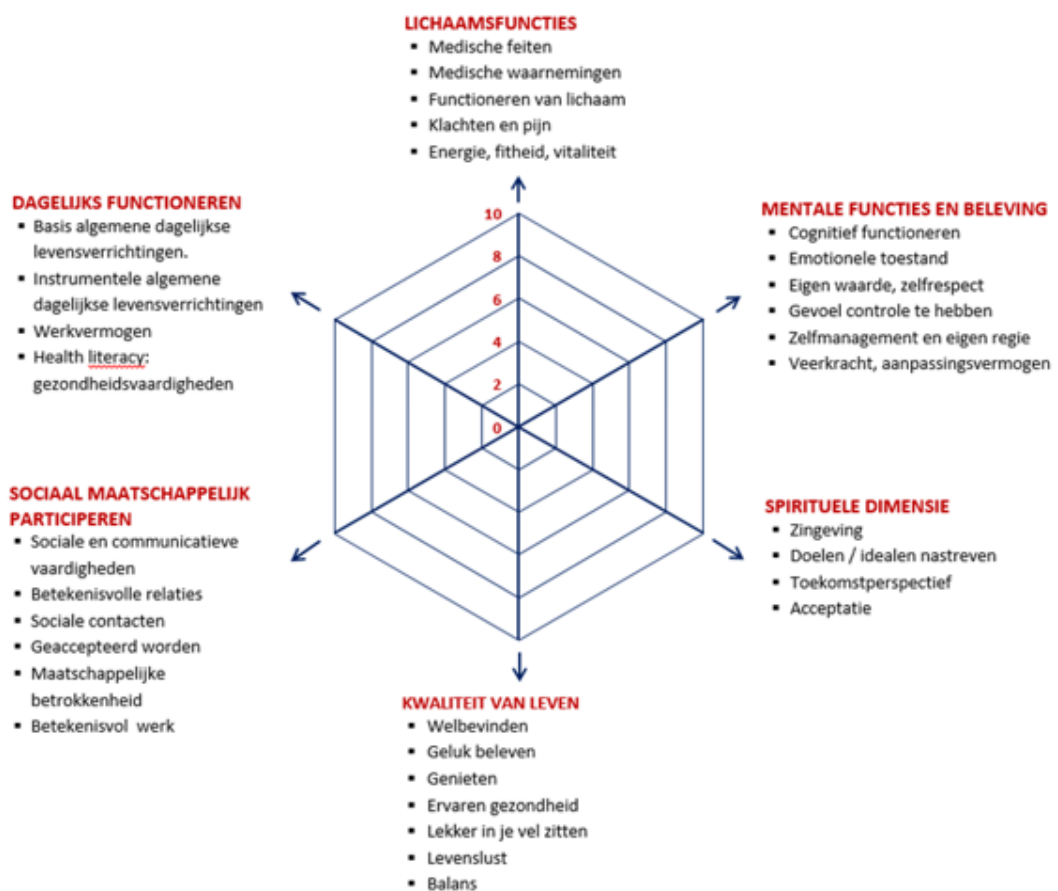 LICHAAMSFUNCTIES
▪ Medische feiten
▪ Medische waarnemingen
▪ Functioneren van lichaam
▪ Klachten en pijn
▪ Energie, fitheid, vitaliteit
DAGELIJKS FUNCTIONEREN
▪ Basis algemene dagelijkse
levensverrichtingen.
▪ Instrumentele algemene
dagelijkse levensverrichtingen
▪ Werkvermogen
▪ Health literacy:
gezondheidsvaardigheden
10
8
6
4
2
0
MENTALE FUNCTIES EN BELEVING
▪ Cognitief functioneren
▪ Emotionele toestand
▪ Eigen waarde, zelfrespect
▪ Gevoel controle te hebben
▪ Zelfmanagement en eigen regie
▪ Veerkracht, aanpassingsvermogen
SOCIAAL MAATSCHAPPELIJK
PARTICIPEREN
▪ Sociale en communicatieve
vaardigheden
▪ Betekenisvolle relaties
▪ Sociale contacten
▪ Geaccepteerd worden
▪ Maatschappelijke
betrokkenheid
▪ Betekenisvol werk
SPIRITUELE DIMENSIE
▪ Zingeving
▪ Doelen / idealen nastreven
▪ Toekomstperspectief
▪ Acceptatie
KWALITEIT VAN LEVEN
▪ Welbevinden
▪ Geluk beleven
▪ Genieten
▪ Ervaren gezondheid
▪ Lekker in je vel zitten
▪ Levenslust
▪ Balans